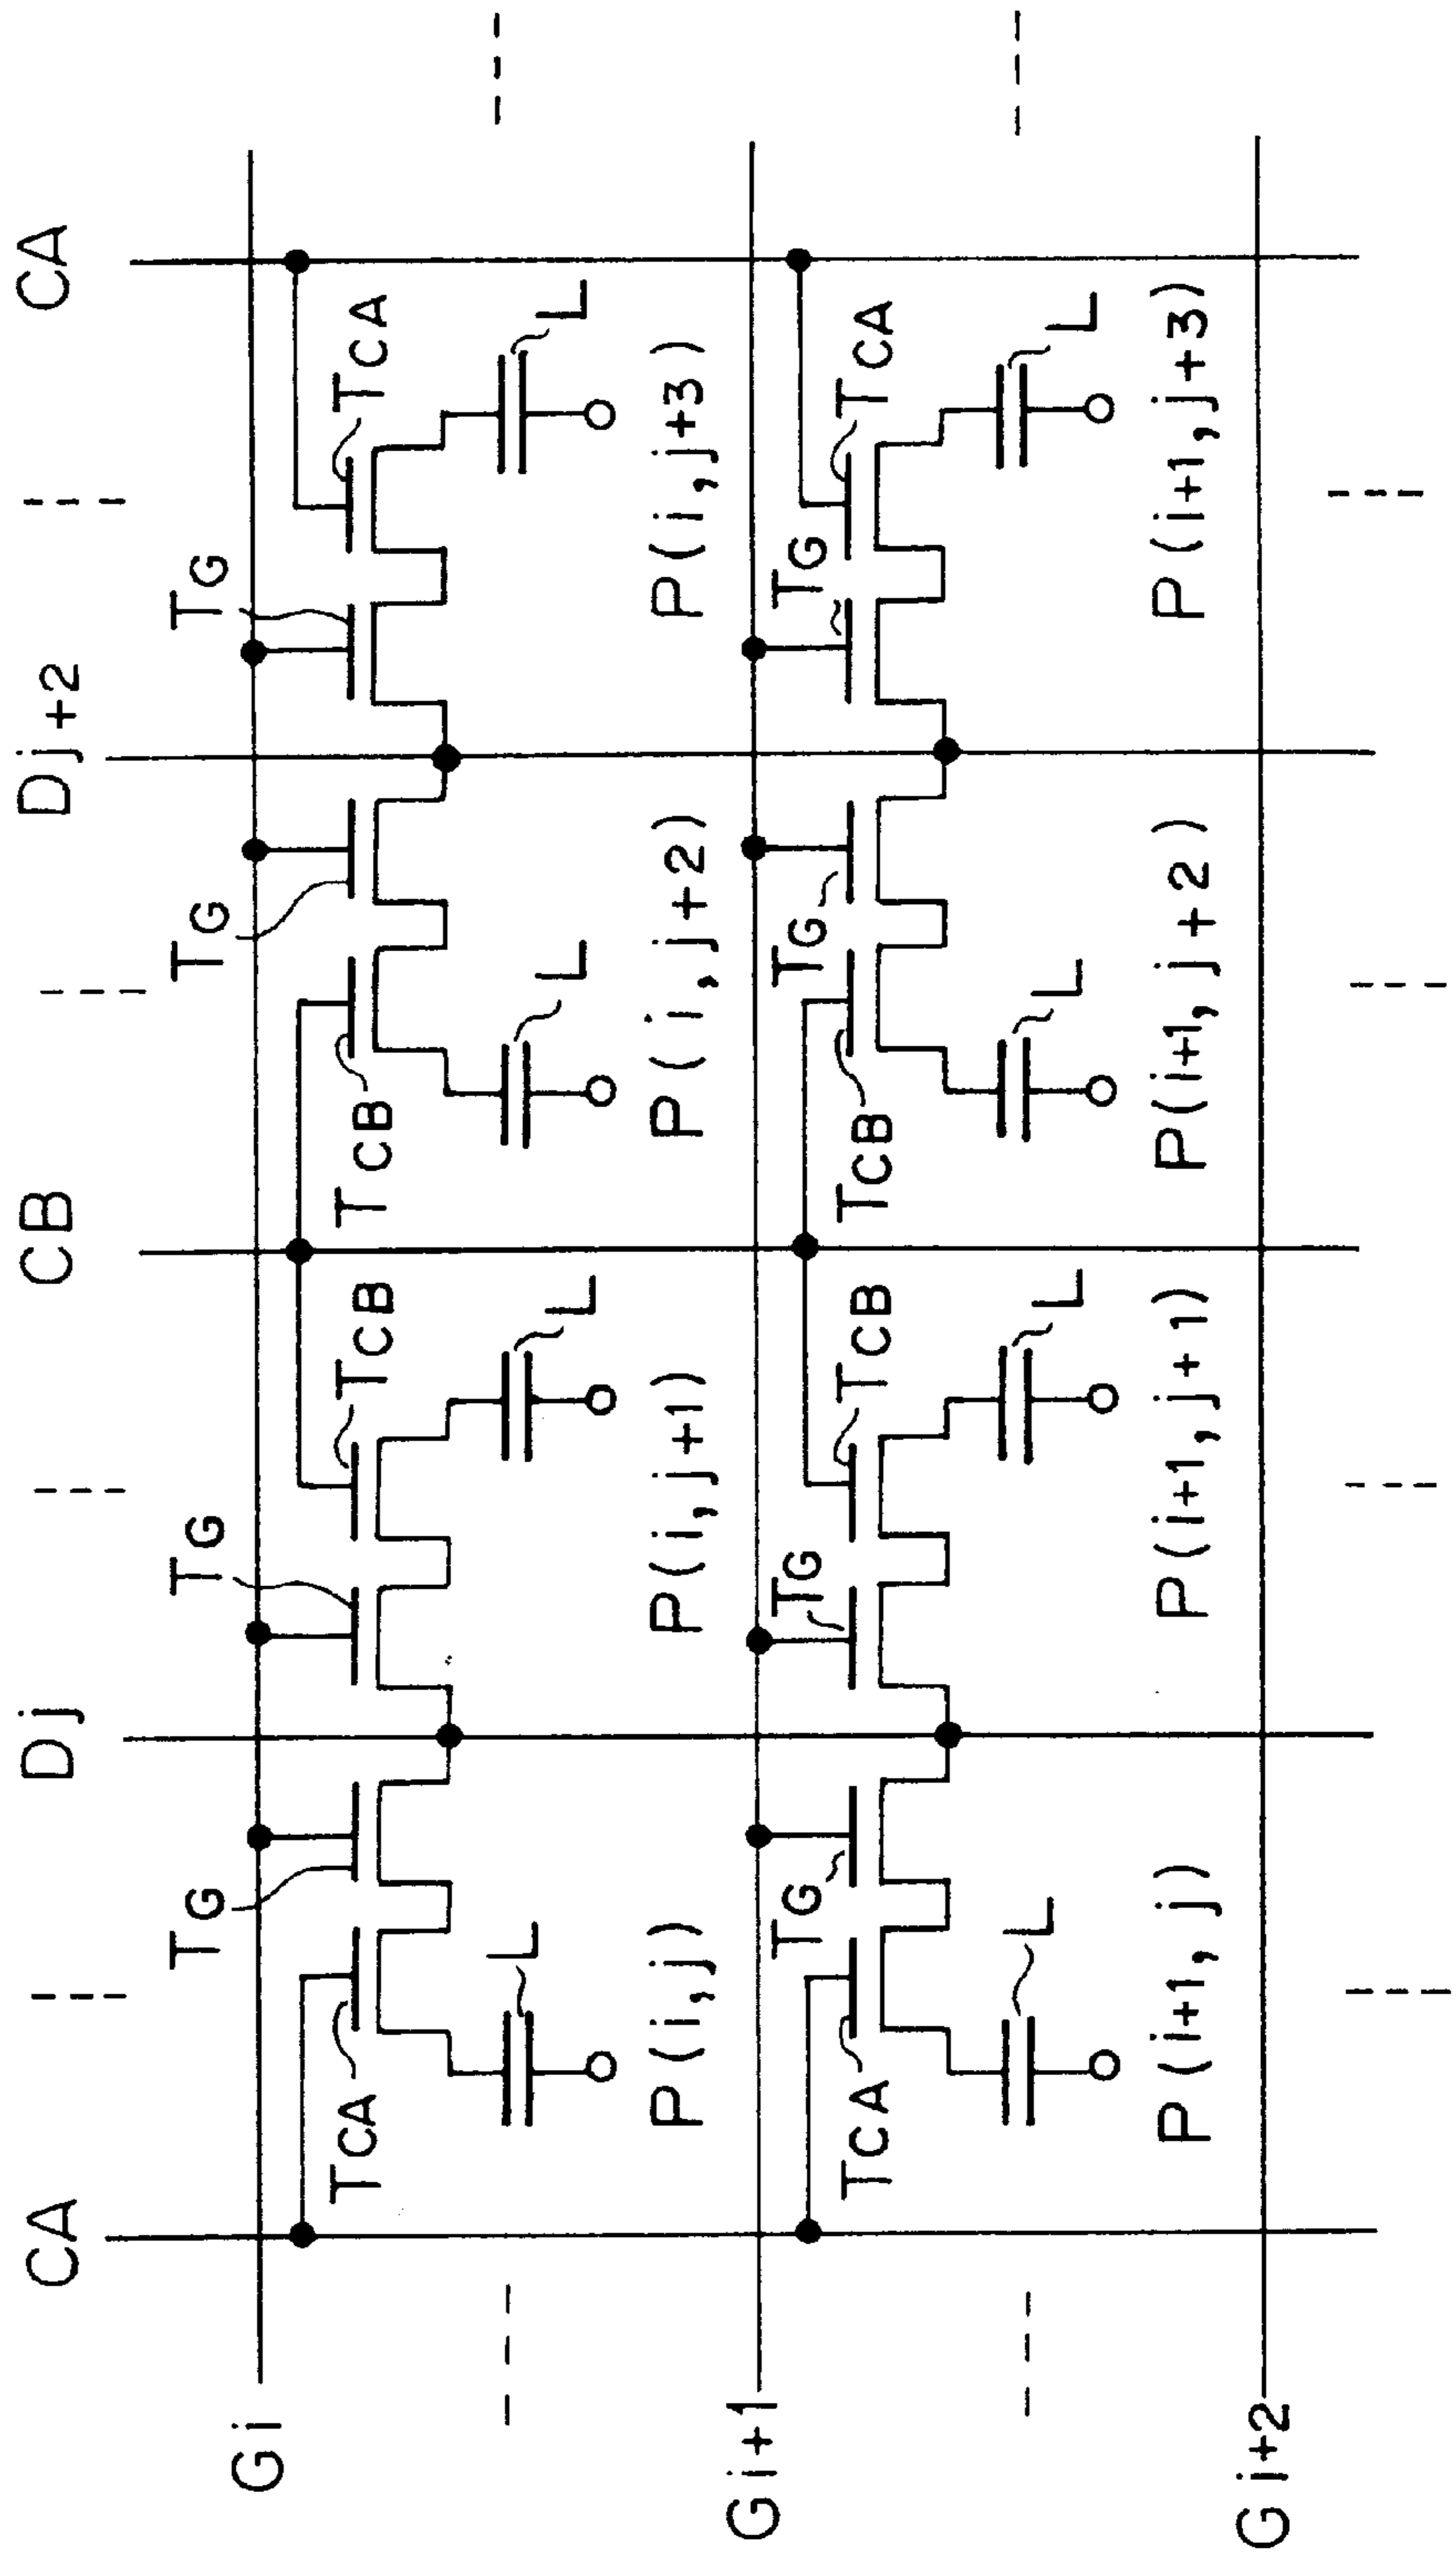 CA Dj CB Dj+2 CA
TG TG TG TG
Gi
TCA TCB TCB TCA
L L L L
P(i,j) P(i,j+1) P(i,j+2) P(i,j+3)
Gi+1
TG TG TG TG
TCA TCB TCB TCA
L L L L
P(i+1,j) P(i+1,j+1) P(i+1,j+2) P(i+1,j+3)
Gi+2